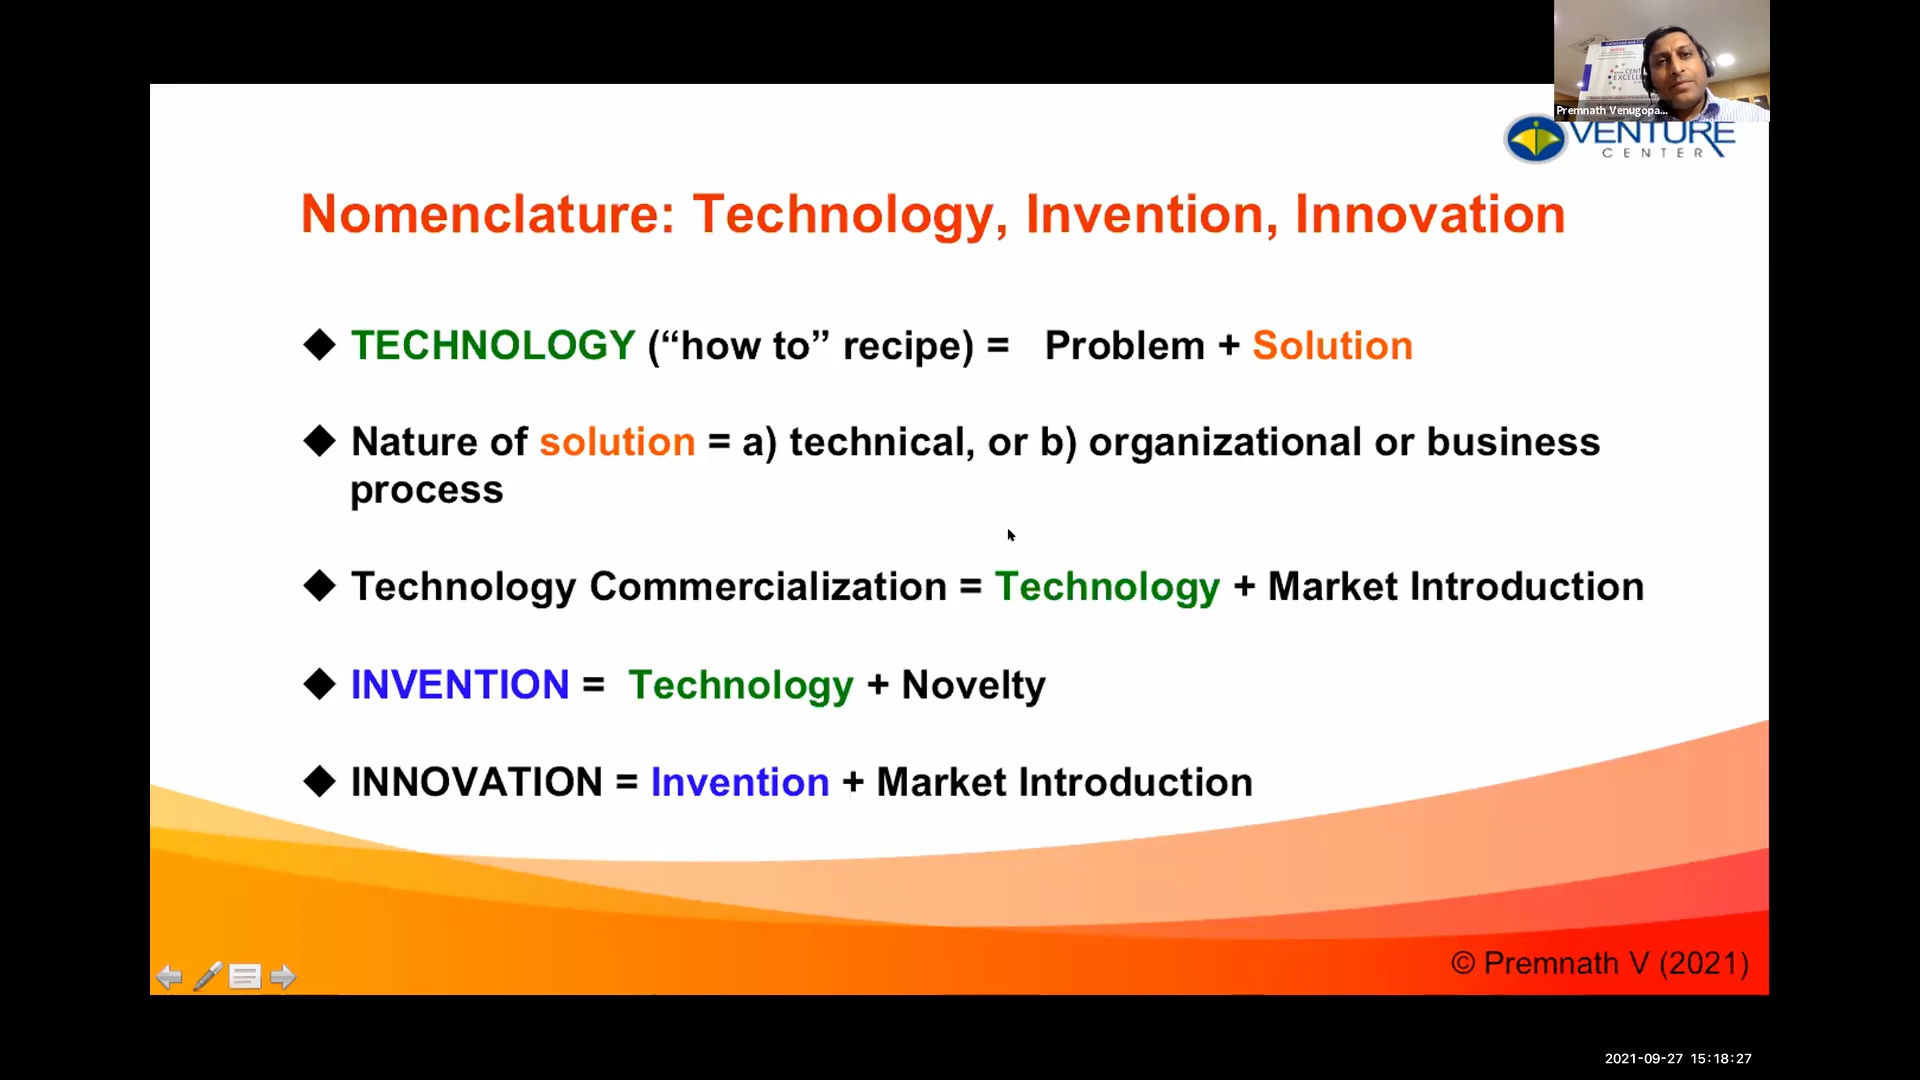 Premnath Venugopa...
VENTURE
CENTER
Nomenclature: Technology, Invention, Innovation
◆ TECHNOLOGY (“how to” recipe) = Problem + Solution
◆ Nature of solution = a) technical, or b) organizational or business
process
◆ Technology Commercialization = Technology + Market Introduction
◆ INVENTION = Technology + Novelty
◆ INNOVATION = Invention + Market Introduction
© Premnath V (2021)
2021-09-27 15:18:27